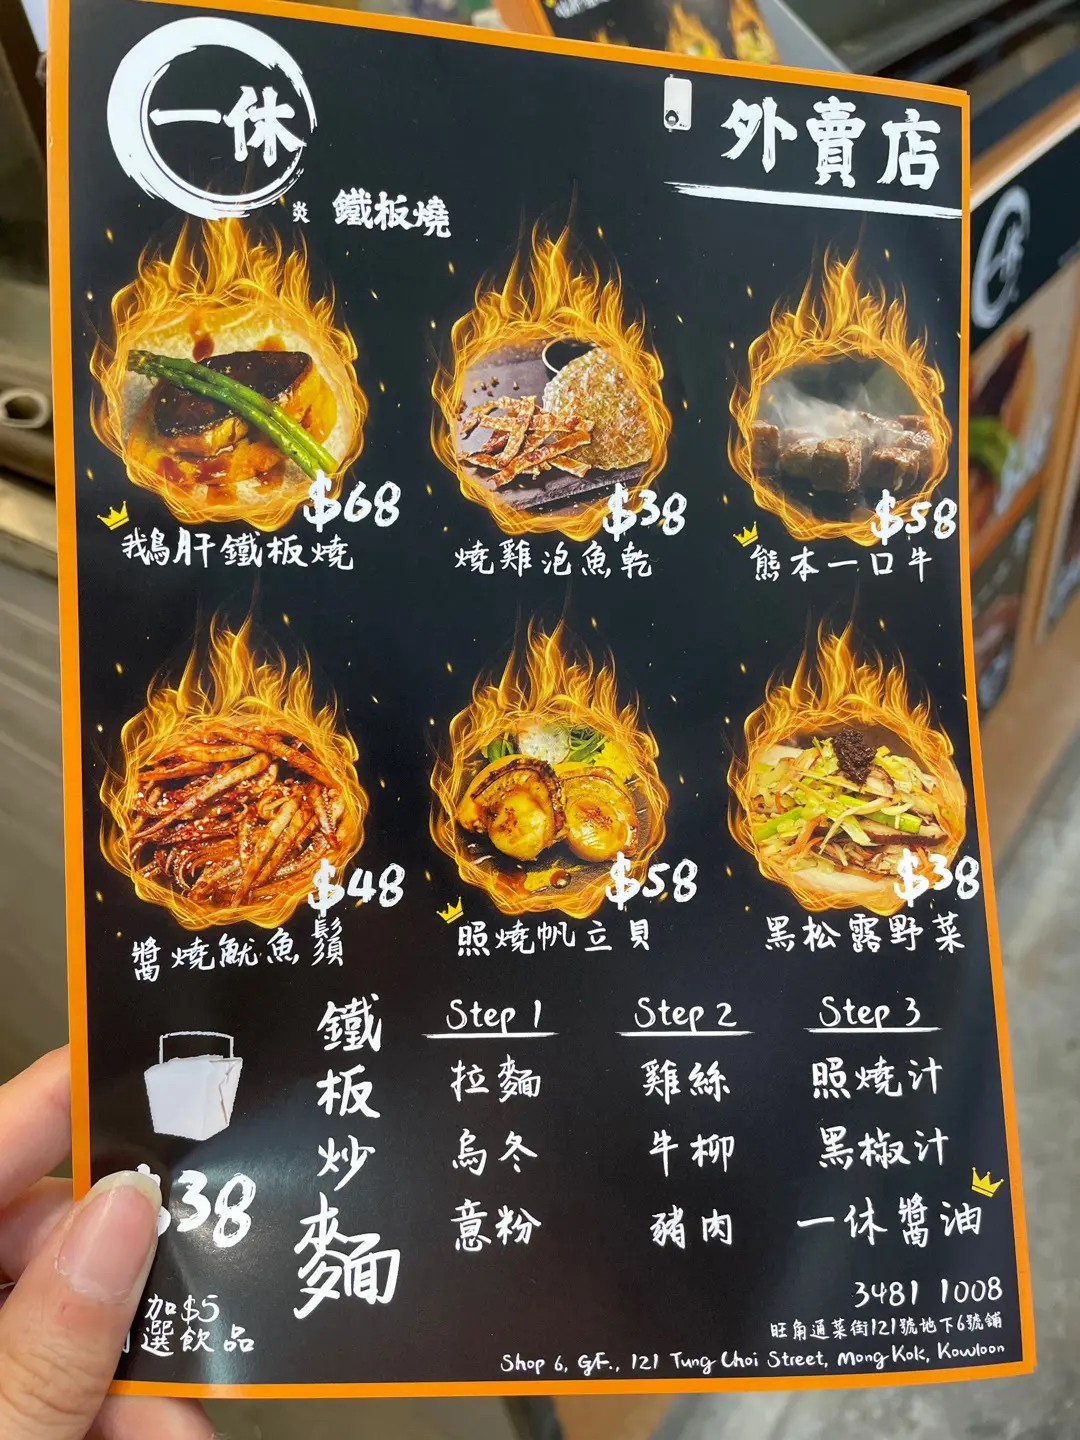 一休
炎 鐵板燒
外賣店
$68
鵝肝鐵板燒
$38
燒雞泡魚乾
$58
熊本一口牛
$48
醬燒魷魚鬚
$58
照燒帆立貝
$38
黑松露野菜
鐵板炒麵
$38
加$5
選飲品
Step 1
拉麵
烏冬
意粉
Step 2
雞絲
牛柳
豬肉
Step 3
照燒汁
黑椒汁
一休醬油
3481 1008
旺角通菜街121號地下6號舖
Shop 6, G/F., 121 Tung Choi Street, Mong Kok, Kowloon
一休